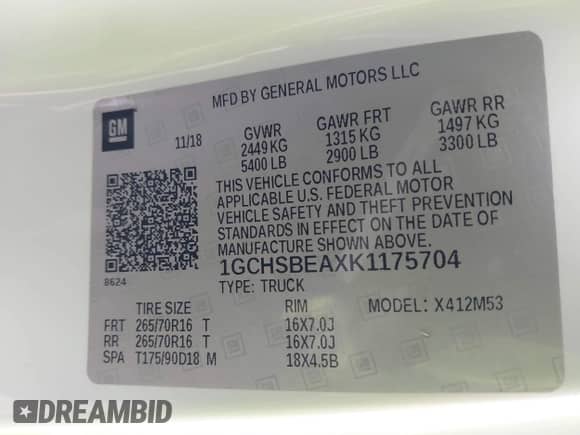 MFD BY GENERAL MOTORS LLC
GM
11/18 GVWR GAWR FRT GAWR RR
2449KG 1315 KG 1497 KG
5400 LB 2900 LB 3300 LB
THIS VEHICLE CONFORMS TO ALL
APPLICABLE U.S. FEDERAL MOTOR
VEHICLE SAFETY AND THEFT PREVENTION
STANDARDS IN EFFECT ON THE DATE OF
MANUFACTURE SHOWN ABOVE.
1GCHSBEAXK1175704
8624
TYPE: TRUCK
TIRE SIZE RIM MODEL: X412M53
FRT 265/70R16 T 16X7.0J
RR 265/70R16 T 16X7.0J
SPA T175/90D18 M 18X4.5B
DREAMBID